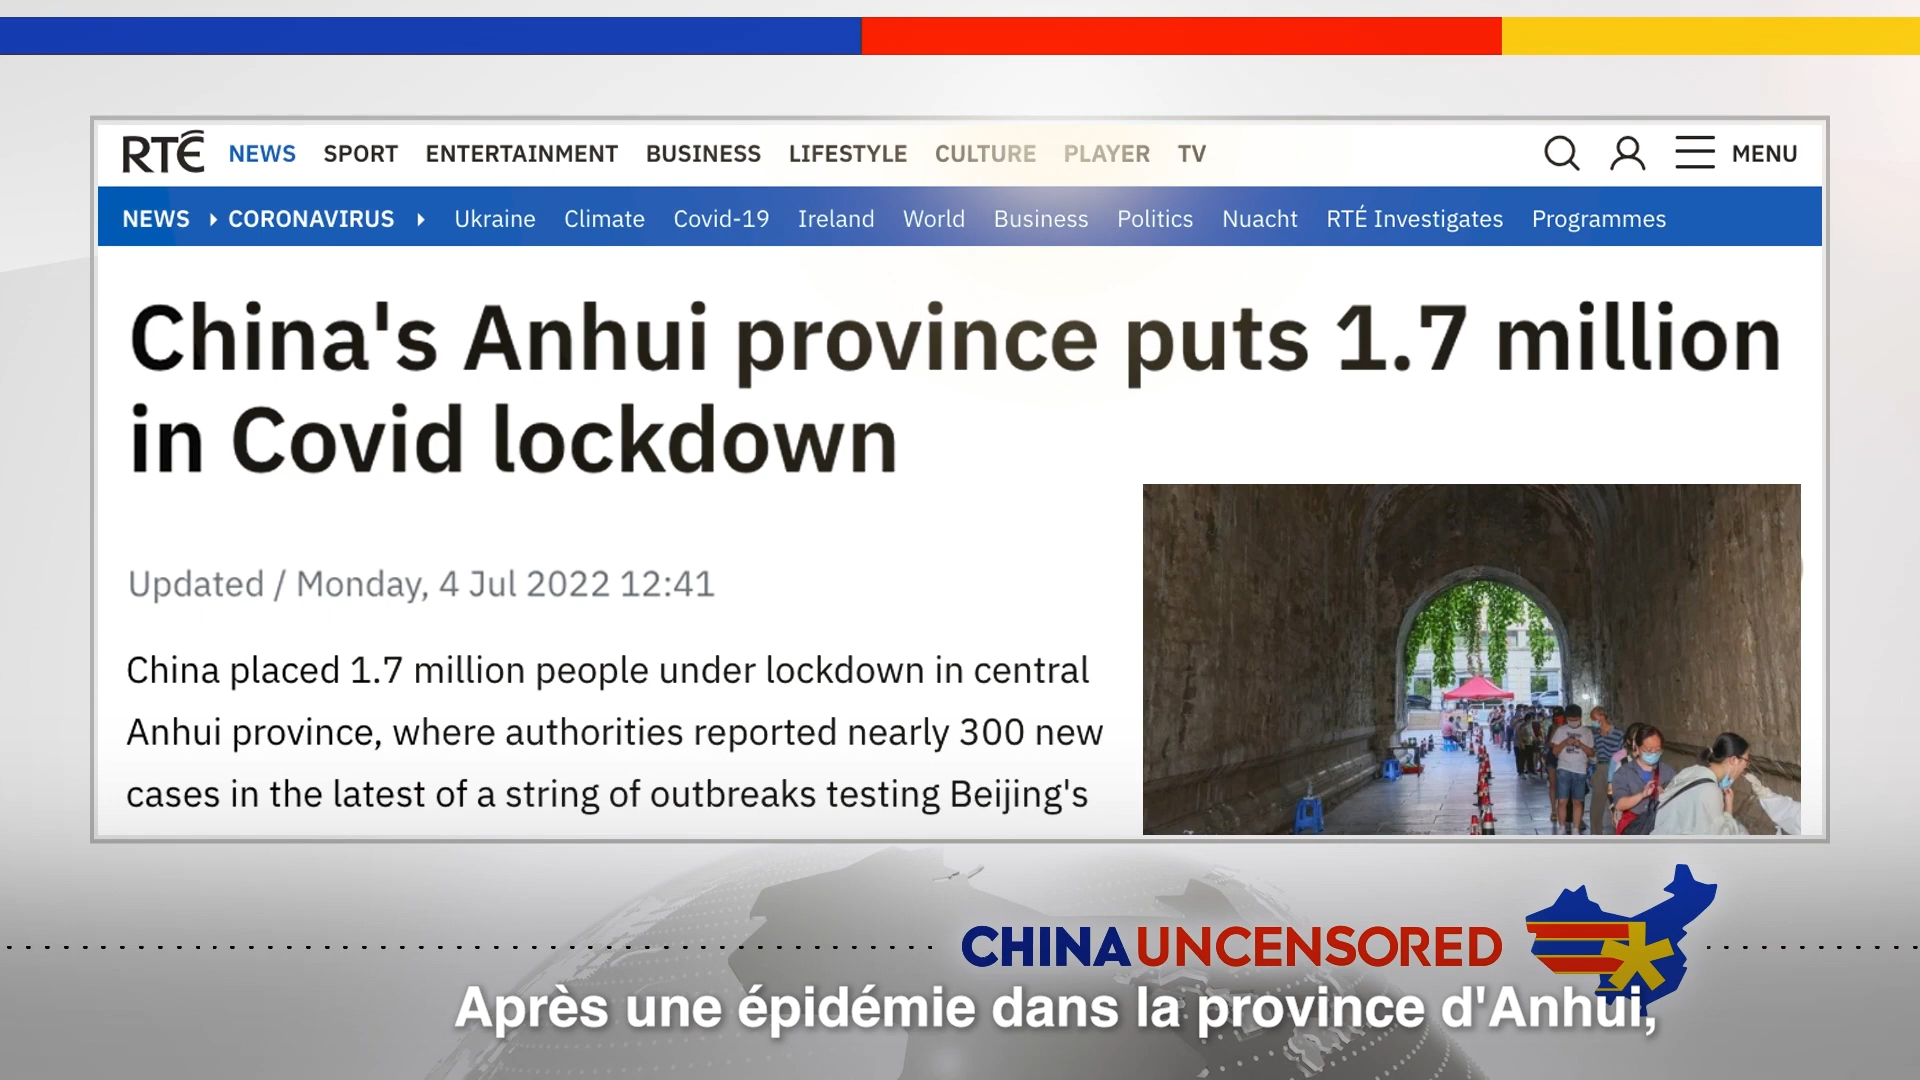 RTÉ NEWS SPORT ENTERTAINMENT BUSINESS LIFESTYLE CULTURE PLAYER TV MENU
NEWS CORONAVIRUS Ukraine Climate Covid-19 Ireland World Business Politics Nuacht RTÉ Investigates Programmes
China's Anhui province puts 1.7 million
in Covid lockdown
Updated / Monday, 4 Jul 2022 12:41
China placed 1.7 million people under lockdown in central
Anhui province, where authorities reported nearly 300 new
cases in the latest of a string of outbreaks testing Beijing's
CHINAUNCENSORED
Après une épidémie dans la province d'Anhui,